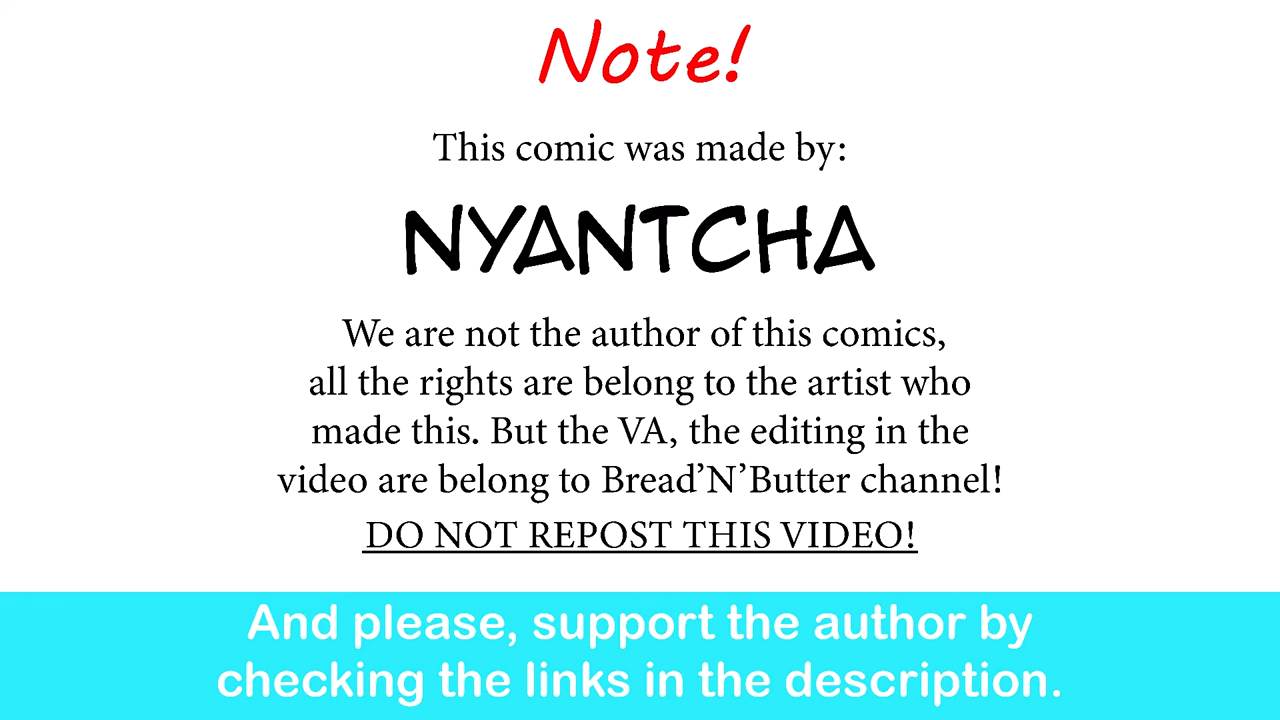 Note!
This comic was made by:
NYANTCHA
We are not the author of this comics,
all the rights are belong to the artist who
made this. But the VA, the editing in the
video are belong to Bread’N’Butter channel!
DO NOT REPOST THIS VIDEO!
And please, support the author by
checking the links in the description.